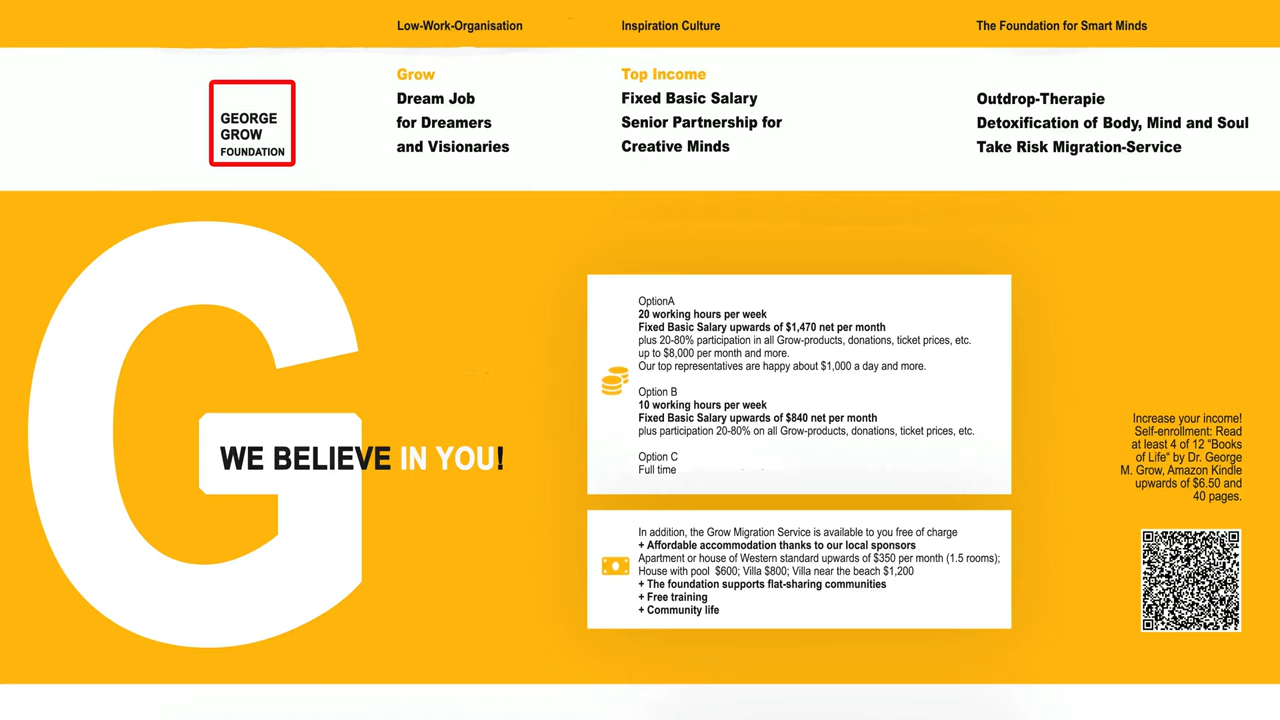 Low-Work-Organisation
Inspiration Culture
The Foundation for Smart Minds
GEORGE
GROW
FOUNDATION
Grow
Dream Job
for Dreamers
and Visionaries
Top Income
Fixed Basic Salary
Senior Partnership for
Creative Minds
Outdrop-Therapie
Detoxification of Body, Mind and Soul
Take Risk Migration-Service
G
WE BELIEVE IN YOU!
OptionA
20 working hours per week
Fixed Basic Salary upwards of $1,470 net per month
plus 20-80% participation in all Grow-products, donations, ticket prices, etc.
up to $8,000 per month and more.
Our top representatives are happy about $1,000 a day and more.
Option B
10 working hours per week
Fixed Basic Salary upwards of $840 net per month
plus participation 20-80% on all Grow-products, donations, ticket prices, etc.
Option C
Full time
In addition, the Grow Migration Service is available to you free of charge
+ Affordable accommodation thanks to our local sponsors
Apartment or house of Western standard upwards of $350 per month (1.5 rooms);
House with pool  $600; Villa $800; Villa near the beach $1,200
+ The foundation supports flat-sharing communities
+ Free training
+ Community life
Increase your income!
Self-enrollment: Read
at least 4 of 12 “Books
of Life“ by Dr. George
M. Grow, Amazon Kindle
upwards of $6.50 and
40 pages.